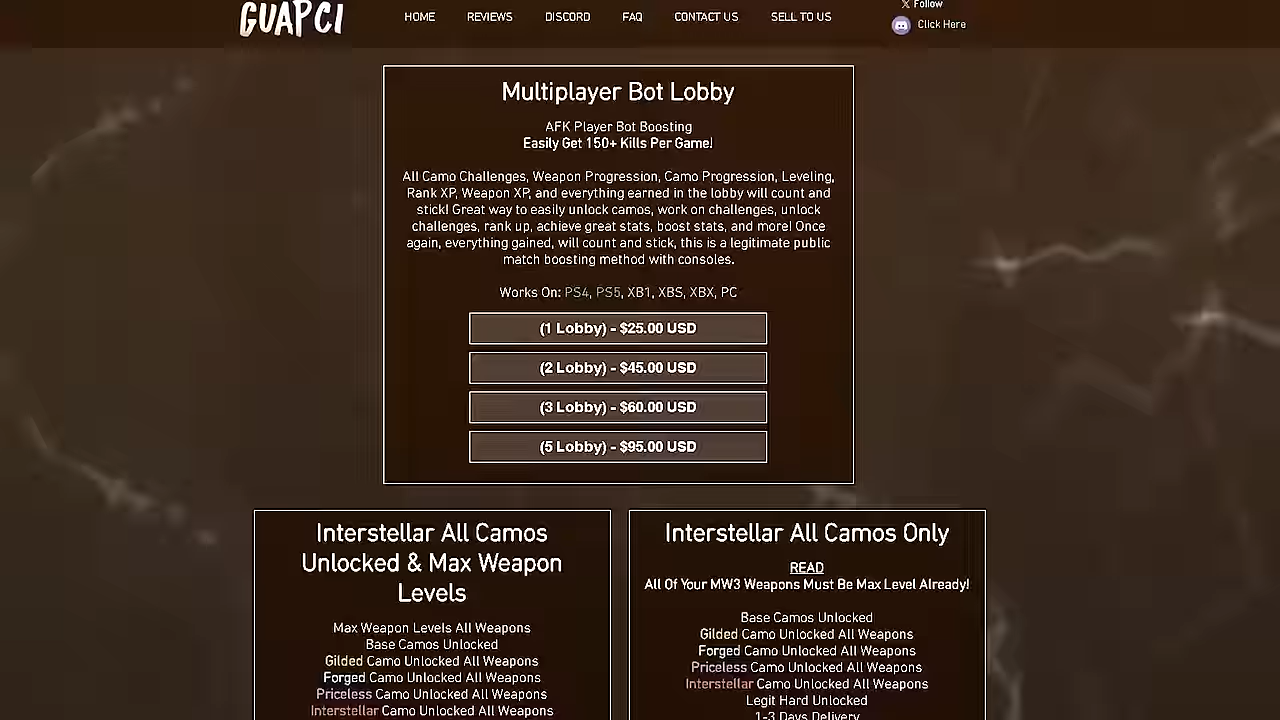 GUAPCI
HOME REVIEWS DISCORD FAQ CONTACT US SELL TO US
X Follow
Click Here
Multiplayer Bot Lobby
AFK Player Bot Boosting
Easily Get 150+ Kills Per Game!
All Camo Challenges, Weapon Progression, Camo Progression, Leveling,
Rank XP, Weapon XP, and everything earned in the lobby will count and
stick! Great way to easily unlock camos, work on challenges, unlock
challenges, rank up, achieve great stats, boost stats, and more! Once
again, everything gained, will count and stick, this is a legitimate public
match boosting method with consoles.
Works On: PS4, PS5, XB1, XBS, XBX, PC
(1 Lobby) - $25.00 USD
(2 Lobby) - $45.00 USD
(3 Lobby) - $60.00 USD
(5 Lobby) - $95.00 USD
Interstellar All Camos
Unlocked & Max Weapon
Levels
Max Weapon Levels All Weapons
Base Camos Unlocked
Gilded Camo Unlocked All Weapons
Forged Camo Unlocked All Weapons
Priceless Camo Unlocked All Weapons
Interstellar Camo Unlocked All Weapons
Interstellar All Camos Only
READ
All Of Your MW3 Weapons Must Be Max Level Already!
Base Camos Unlocked
Gilded Camo Unlocked All Weapons
Forged Camo Unlocked All Weapons
Priceless Camo Unlocked All Weapons
Interstellar Camo Unlocked All Weapons
Legit Hard Unlocked
1-3 Days Delivery